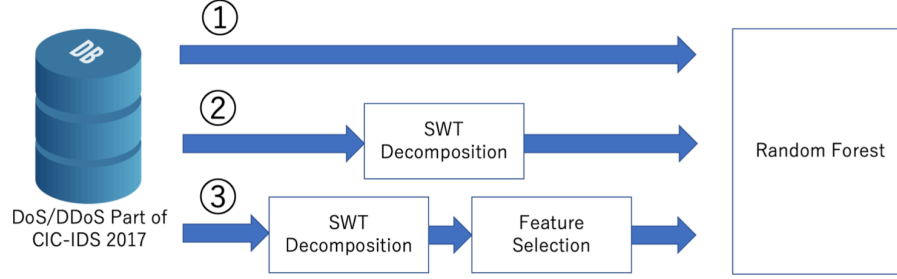 ①
DB
②
SWT
Decomposition
Random Forest
③
DoS/DDoS Part of
CIC-IDS 2017
SWT
Decomposition
Feature
Selection